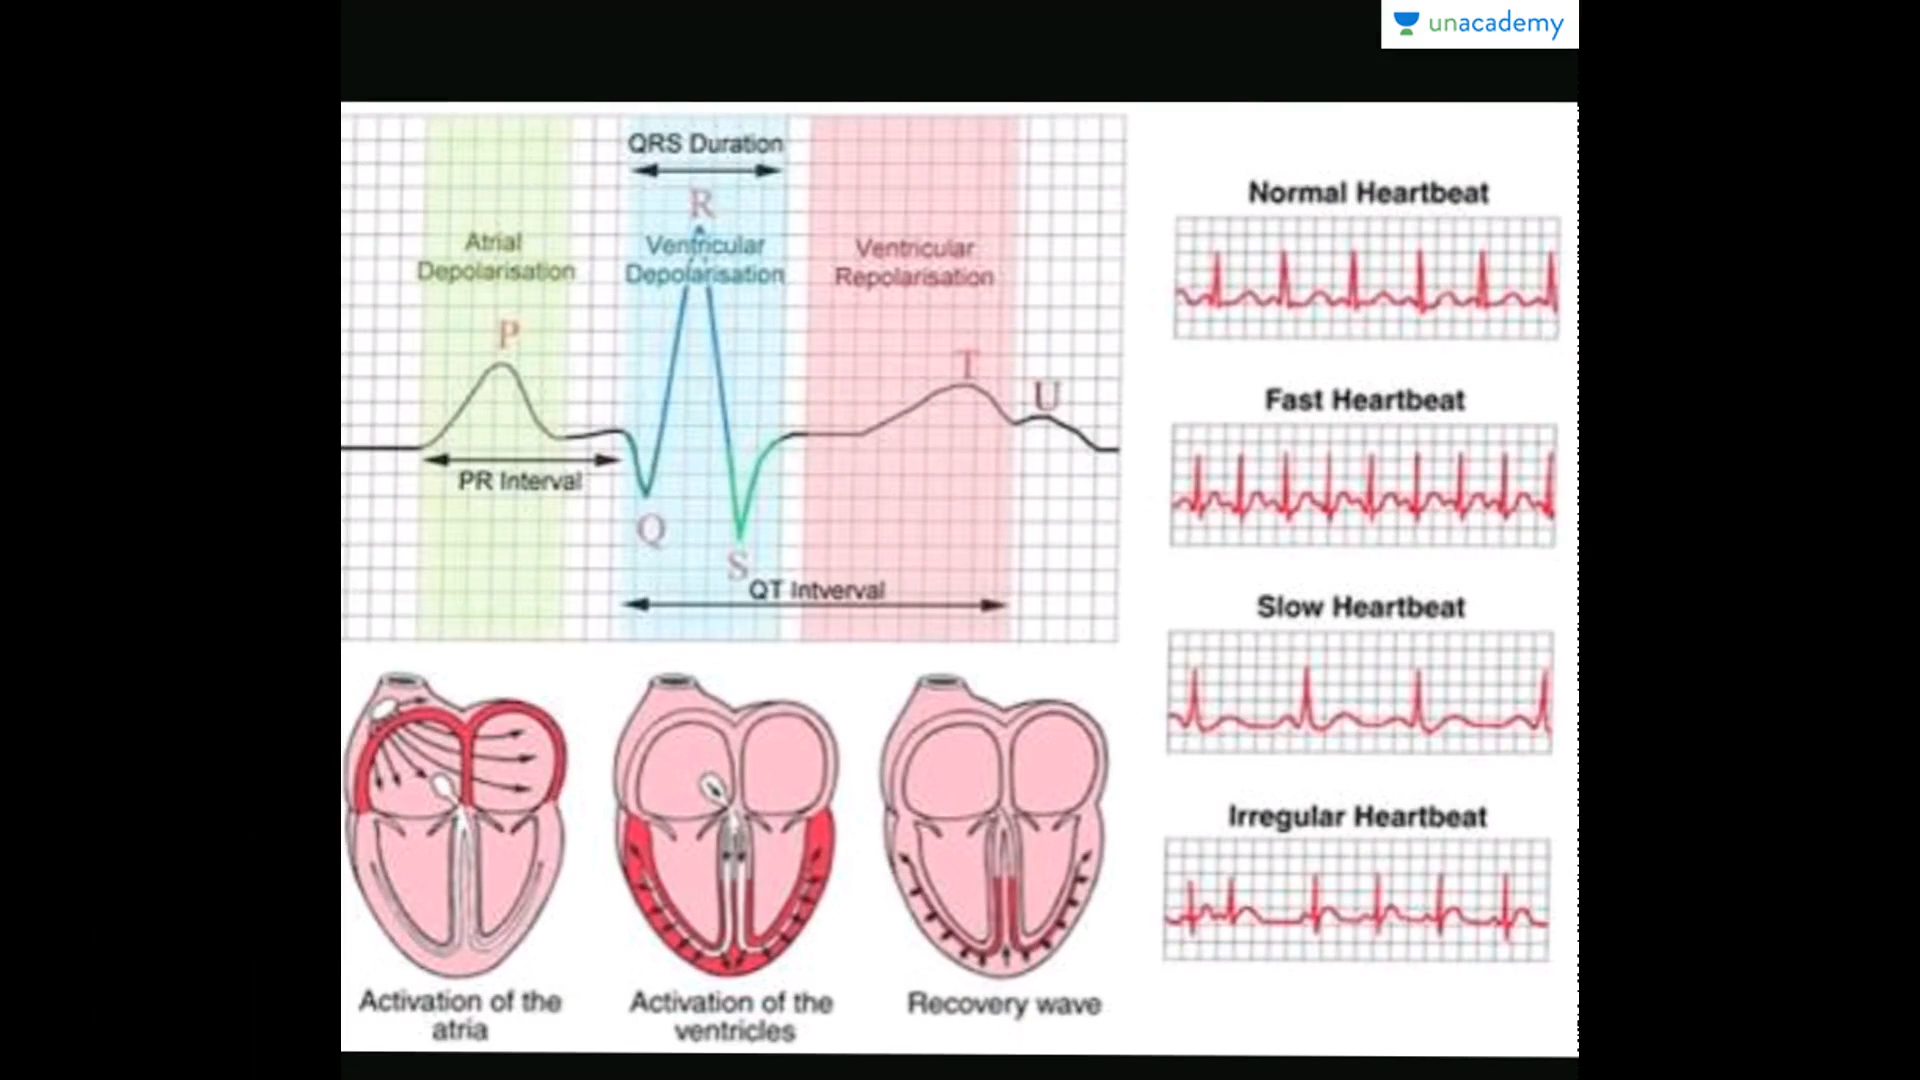 unacademy
QRS Duration
R
Atrial
Depolarisation
Ventricular
Depolarisation
Ventricular
Repolarisation
P
T
U
PR Interval
Q
S
QT Intverval
Activation of the
atria
Activation of the
ventricles
Recovery wave
Normal Heartbeat
Fast Heartbeat
Slow Heartbeat
Irregular Heartbeat